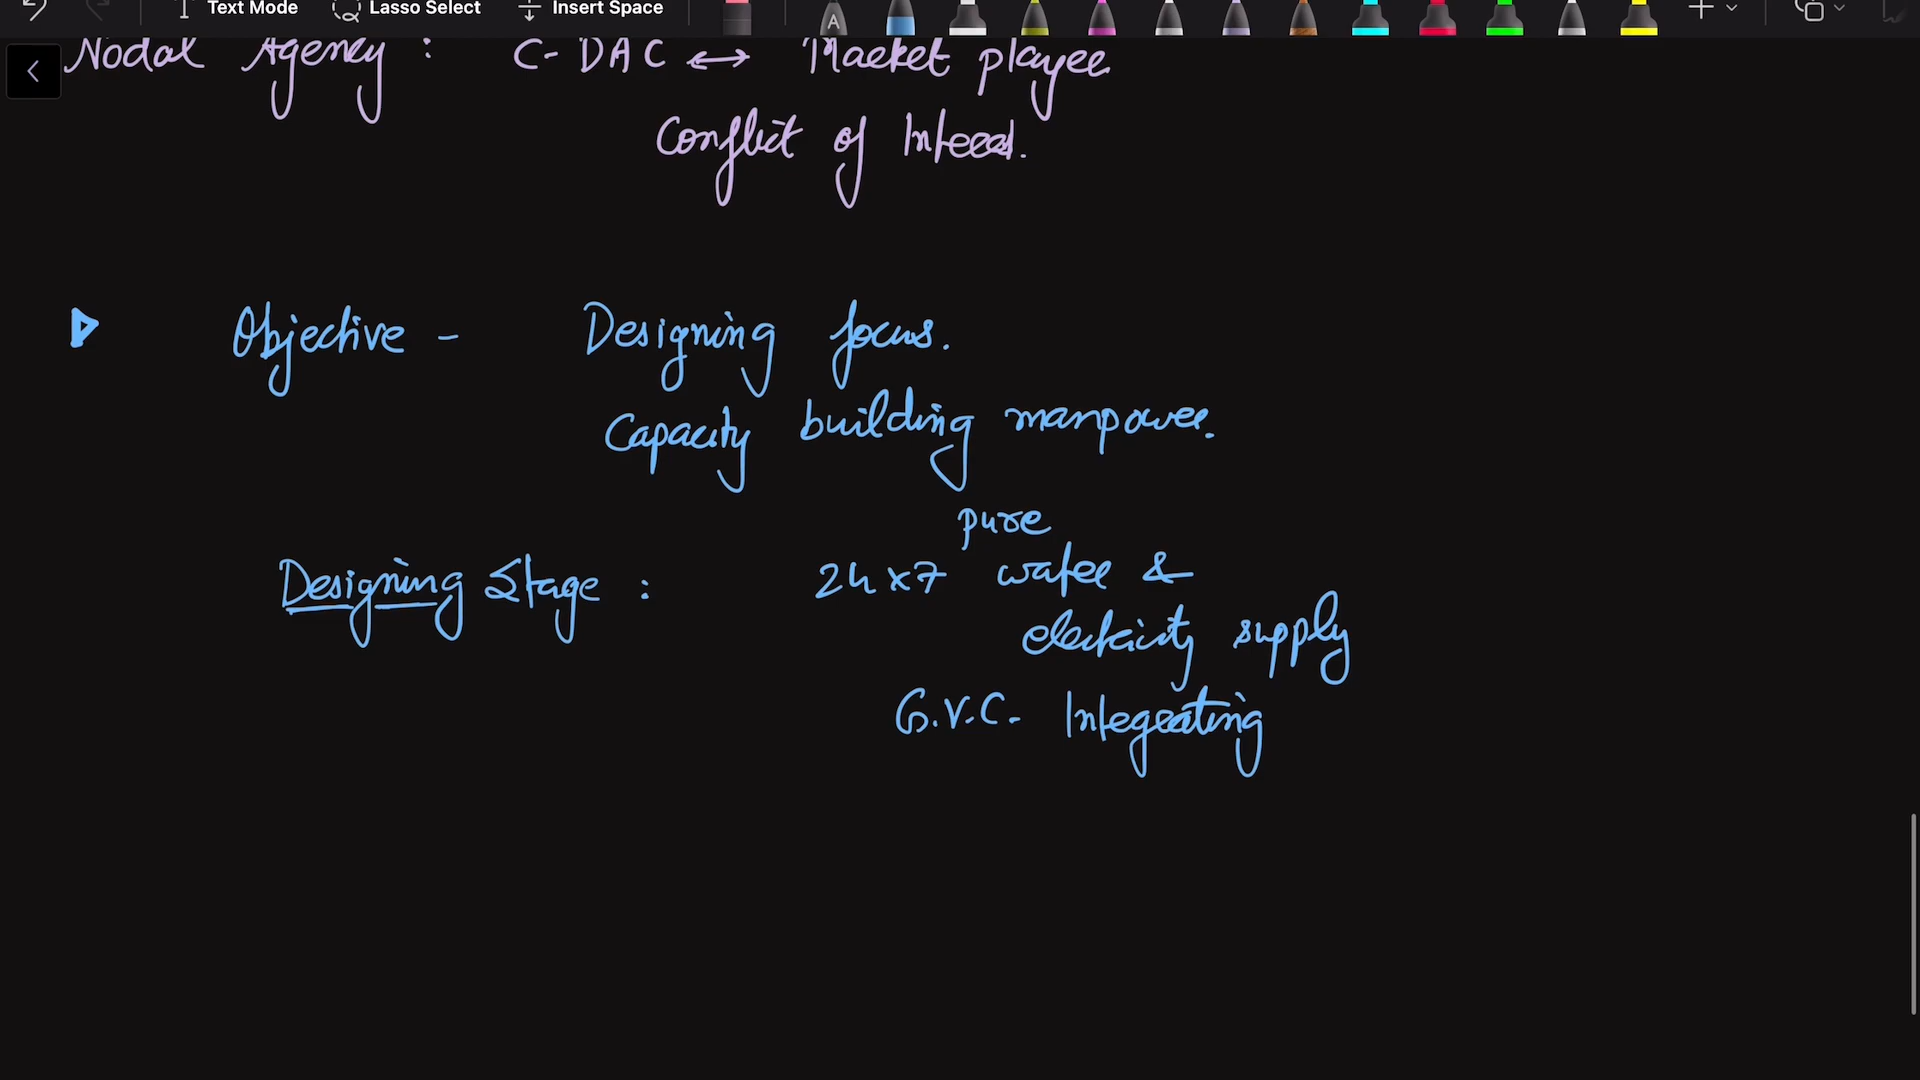 Text Mode Lasso Select Insert Space
Nodal Agency : C-DAC ↔ Market player
Conflict of Interest.
Objective - Designing focus.
Capacity building manpower.
pure
Designing Stage : 24x7 water &
electricity supply
G.V.C. Integrating